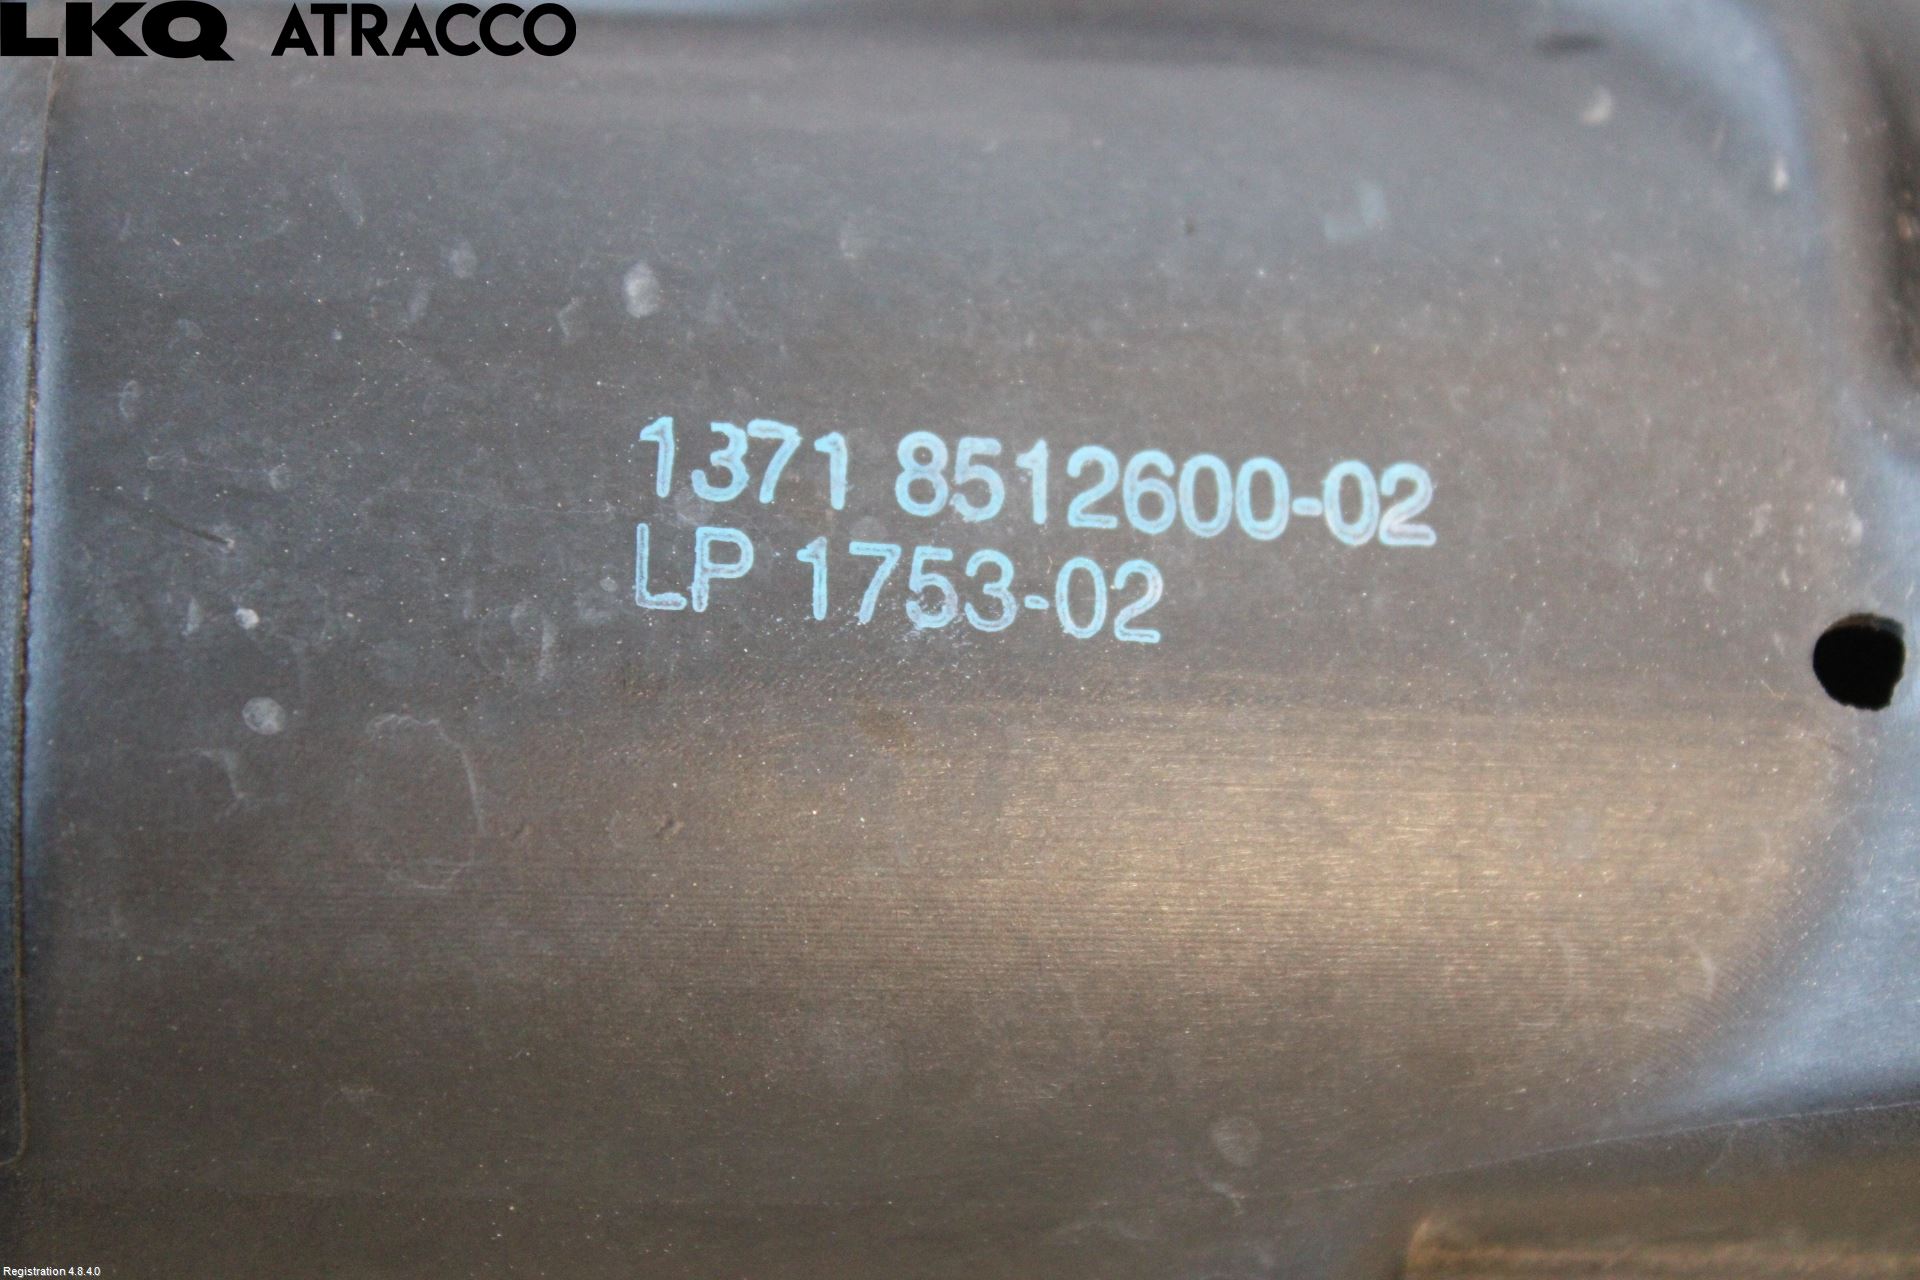 LKQ ATRACCO
1371 8512600-02
LP 1753-02
Registration 4.8.4.0